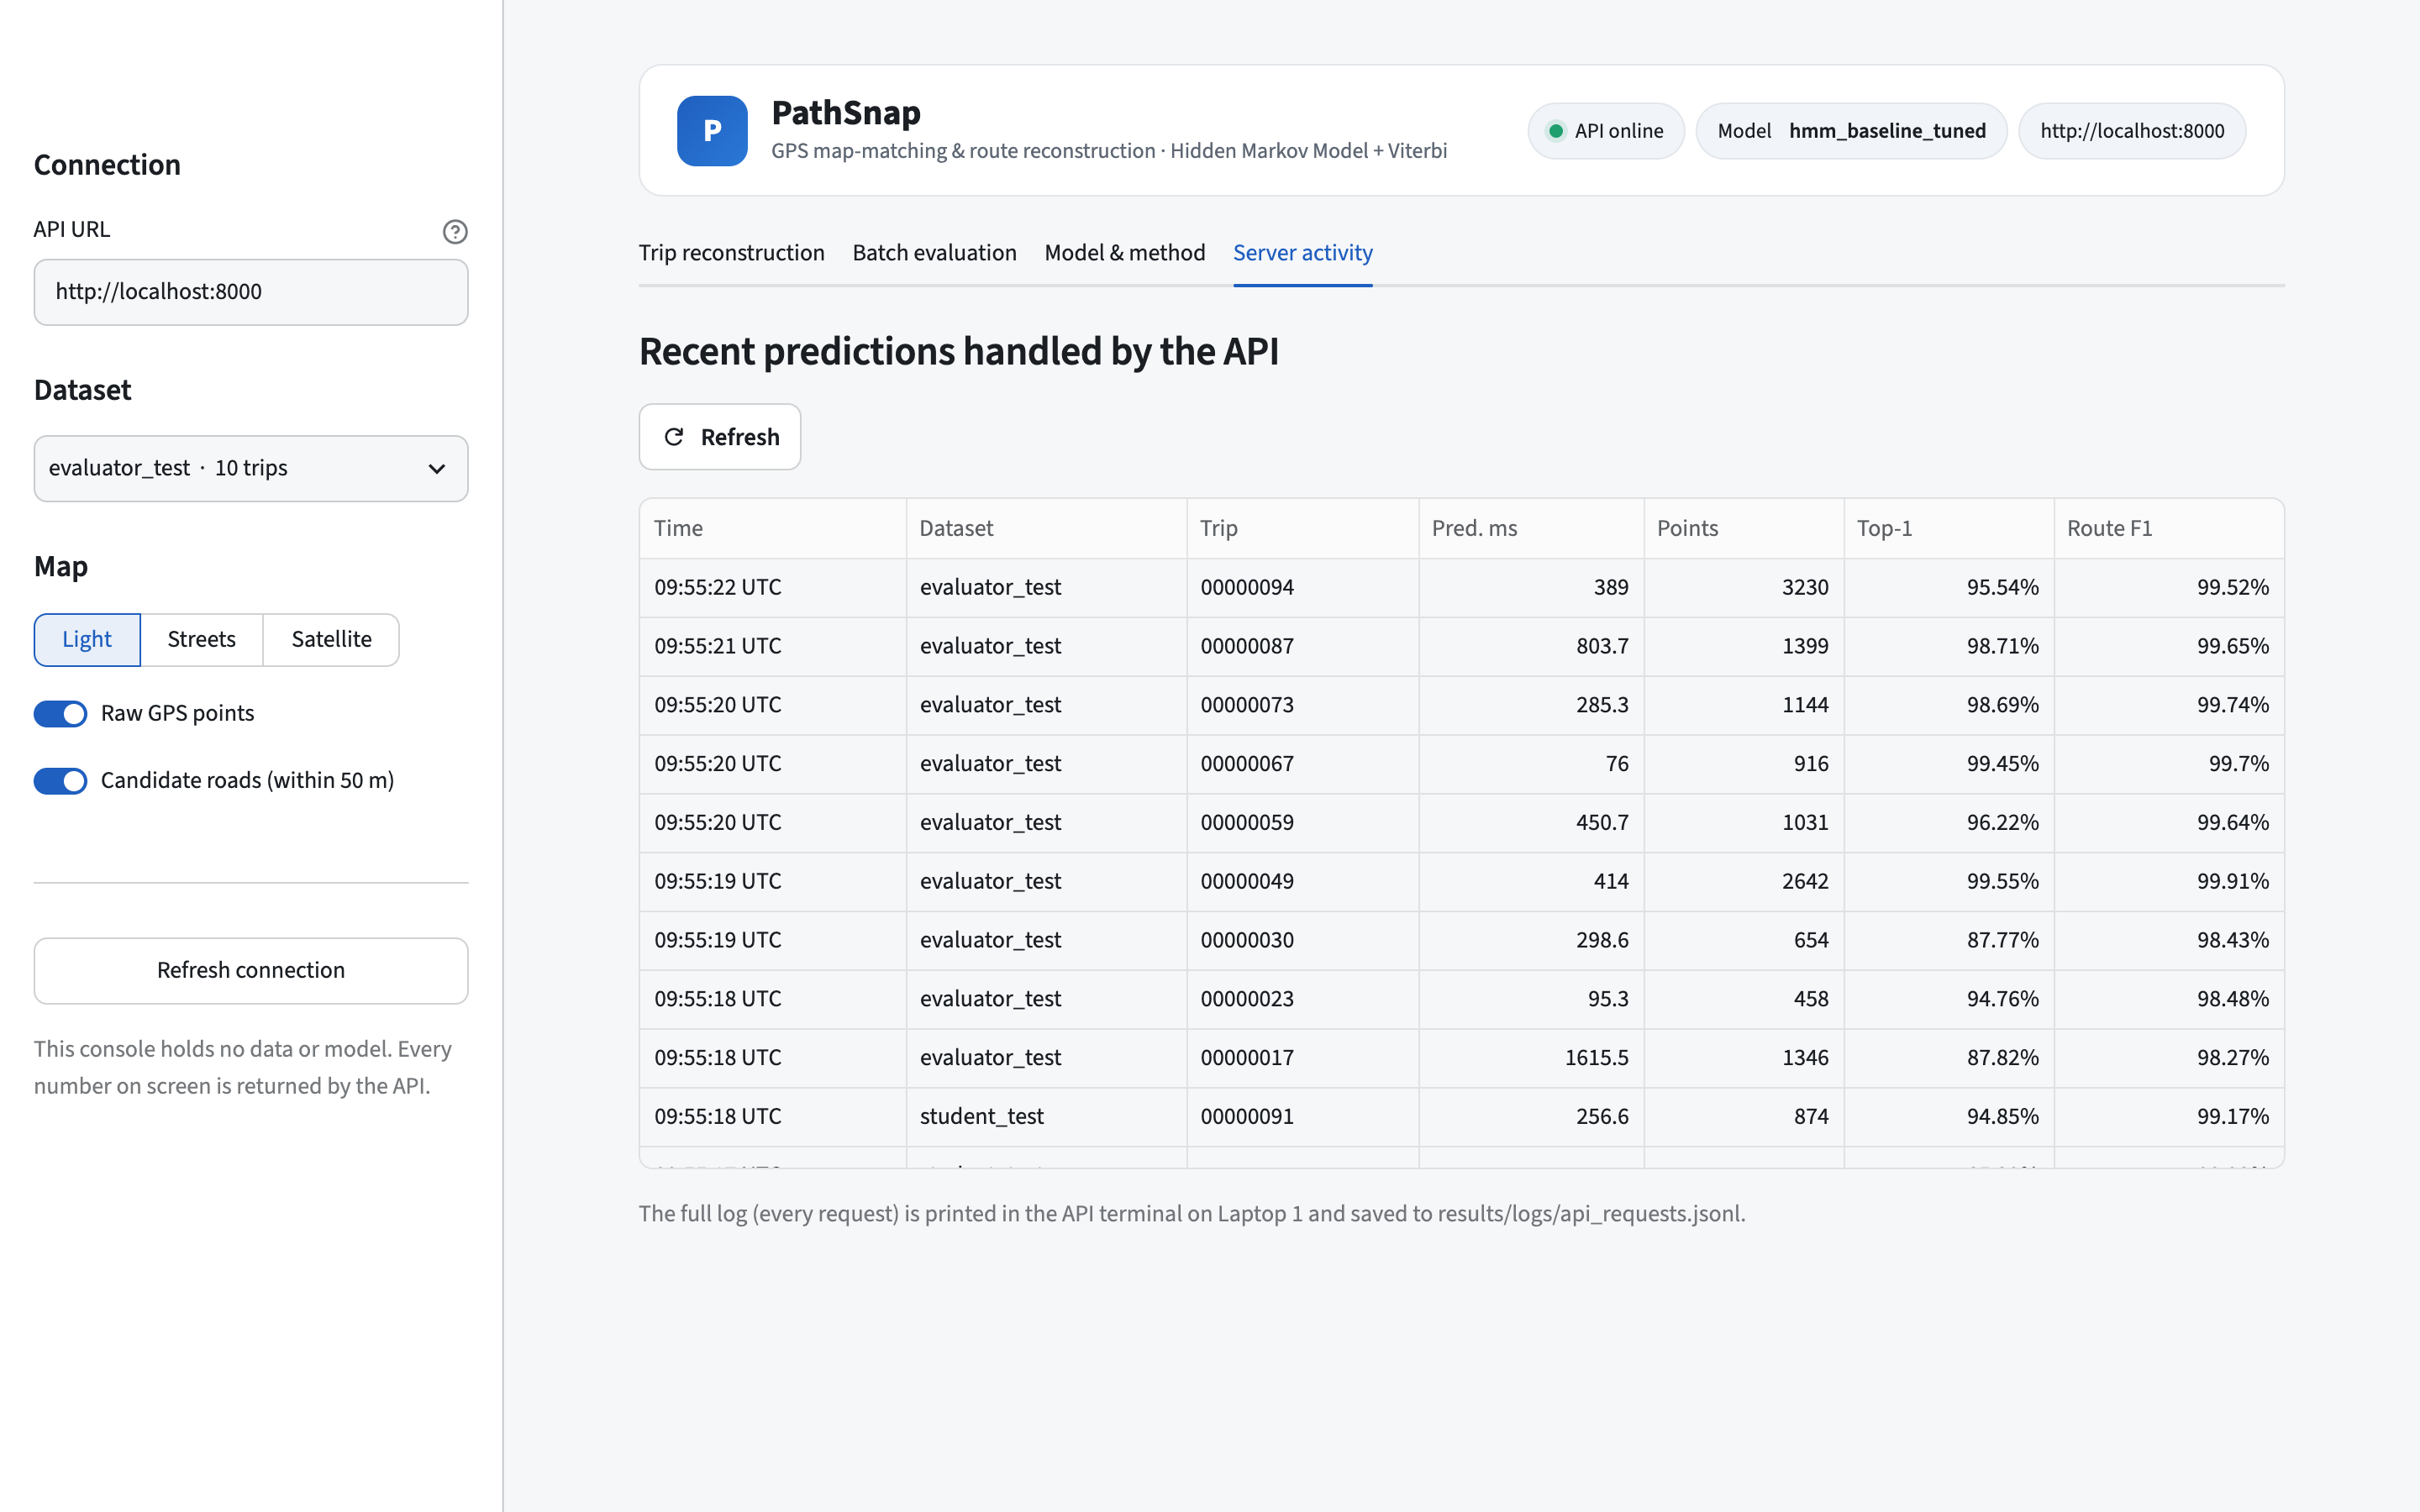 Connection
API URL
http://localhost:8000
Dataset
evaluator_test · 10 trips
Map
Light Streets Satellite
Raw GPS points
Candidate roads (within 50 m)
Refresh connection
This console holds no data or model. Every
number on screen is returned by the API.
P
PathSnap
GPS map-matching & route reconstruction · Hidden Markov Model + Viterbi
API online
Model hmm_baseline_tuned
http://localhost:8000
Trip reconstruction Batch evaluation Model & method Server activity
Recent predictions handled by the API
Refresh
Time Dataset Trip Pred. ms Points Top-1 Route F1
09:55:22 UTC evaluator_test 00000094 389 3230 95.54% 99.52%
09:55:21 UTC evaluator_test 00000087 803.7 1399 98.71% 99.65%
09:55:20 UTC evaluator_test 00000073 285.3 1144 98.69% 99.74%
09:55:20 UTC evaluator_test 00000067 76 916 99.45% 99.7%
09:55:20 UTC evaluator_test 00000059 450.7 1031 96.22% 99.64%
09:55:19 UTC evaluator_test 00000049 414 2642 99.55% 99.91%
09:55:19 UTC evaluator_test 00000030 298.6 654 87.77% 98.43%
09:55:18 UTC evaluator_test 00000023 95.3 458 94.76% 98.48%
09:55:18 UTC evaluator_test 00000017 1615.5 1346 87.82% 98.27%
09:55:18 UTC student_test 00000091 256.6 874 94.85% 99.17%
The full log (every request) is printed in the API terminal on Laptop 1 and saved to results/logs/api_requests.jsonl.